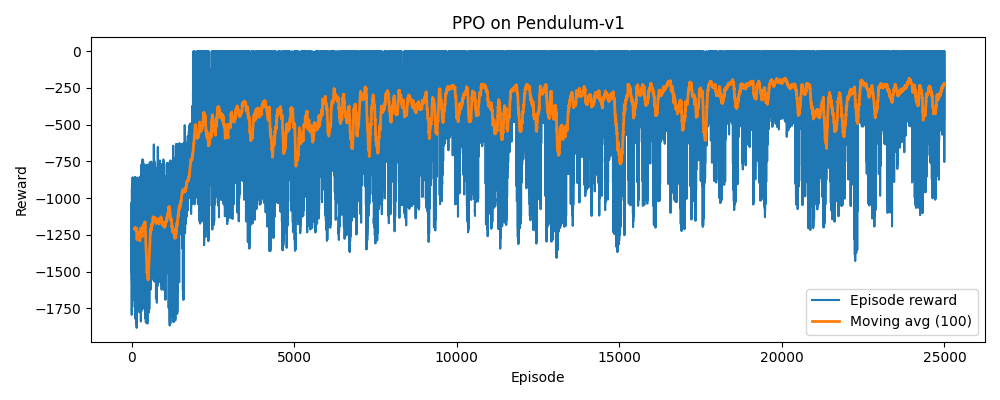 PPO on Pendulum-v1
0
−250
−500
−750
−1000
−1250
−1500
−1750
Reward
Episode reward
Moving avg (100)
0 5000 10000 15000 20000 25000
Episode